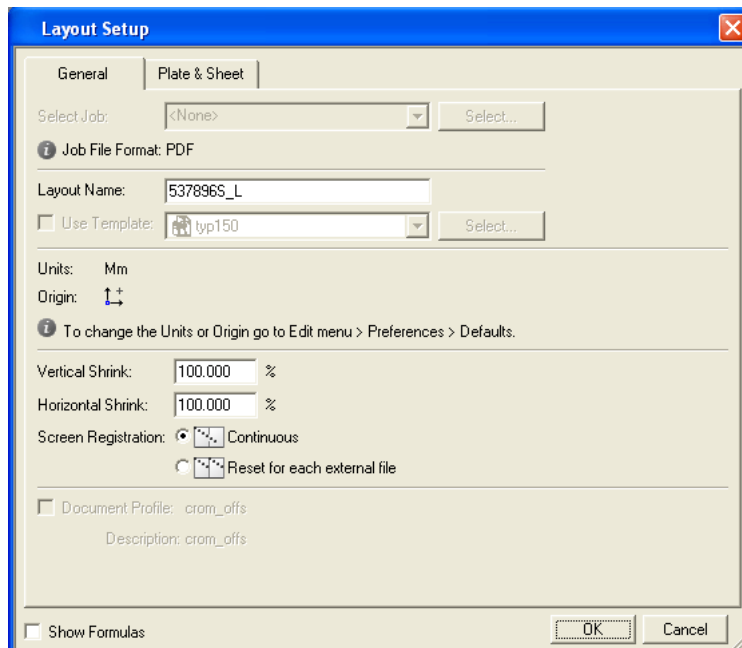 Layout Setup
General Plate & Sheet
Select Job: <None> Select...
Job File Format: PDF
Layout Name: 537896S_L
Use Template: typ150 Select...
Units: Mm
Origin:
To change the Units or Origin go to Edit menu > Preferences > Defaults.
Vertical Shrink: 100.000 %
Horizontal Shrink: 100.000 %
Screen Registration: Continuous
Reset for each external file
Document Profile: crom_offs
Description: crom_offs
Show Formulas OK Cancel